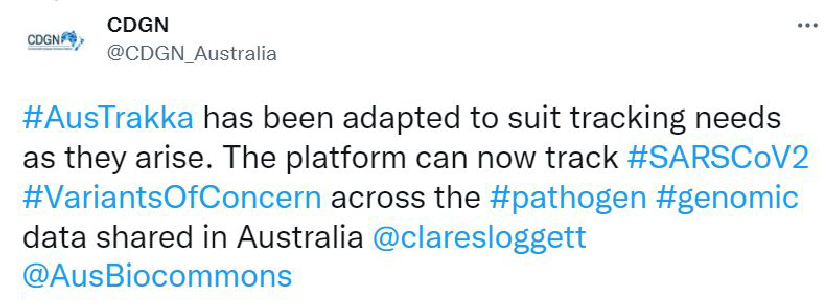 CDGN
CDGN
@CDGN_Australia
#AusTrakka has been adapted to suit tracking needs
as they arise. The platform can now track #SARSCoV2
#VariantsOfConcern across the #pathogen #genomic
data shared in Australia @claresloggett
@AusBiocommons